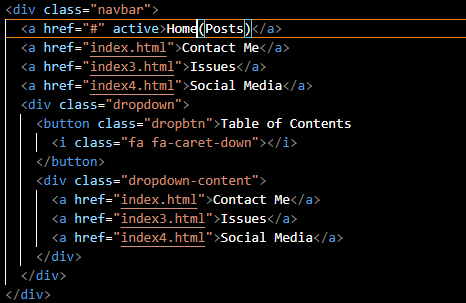 <div class="navbar">
<a href="#" active>Home(Posts)</a>
<a href="index.html">Contact Me</a>
<a href="index3.html">Issues</a>
<a href="index4.html">Social Media</a>
<div class="dropdown">
<button class="dropbtn">Table of Contents
<i class="fa fa-caret-down"></i>
</button>
<div class="dropdown-content">
<a href="index.html">Contact Me</a>
<a href="index3.html">Issues</a>
<a href="index4.html">Social Media</a>
</div>
</div>
</div>